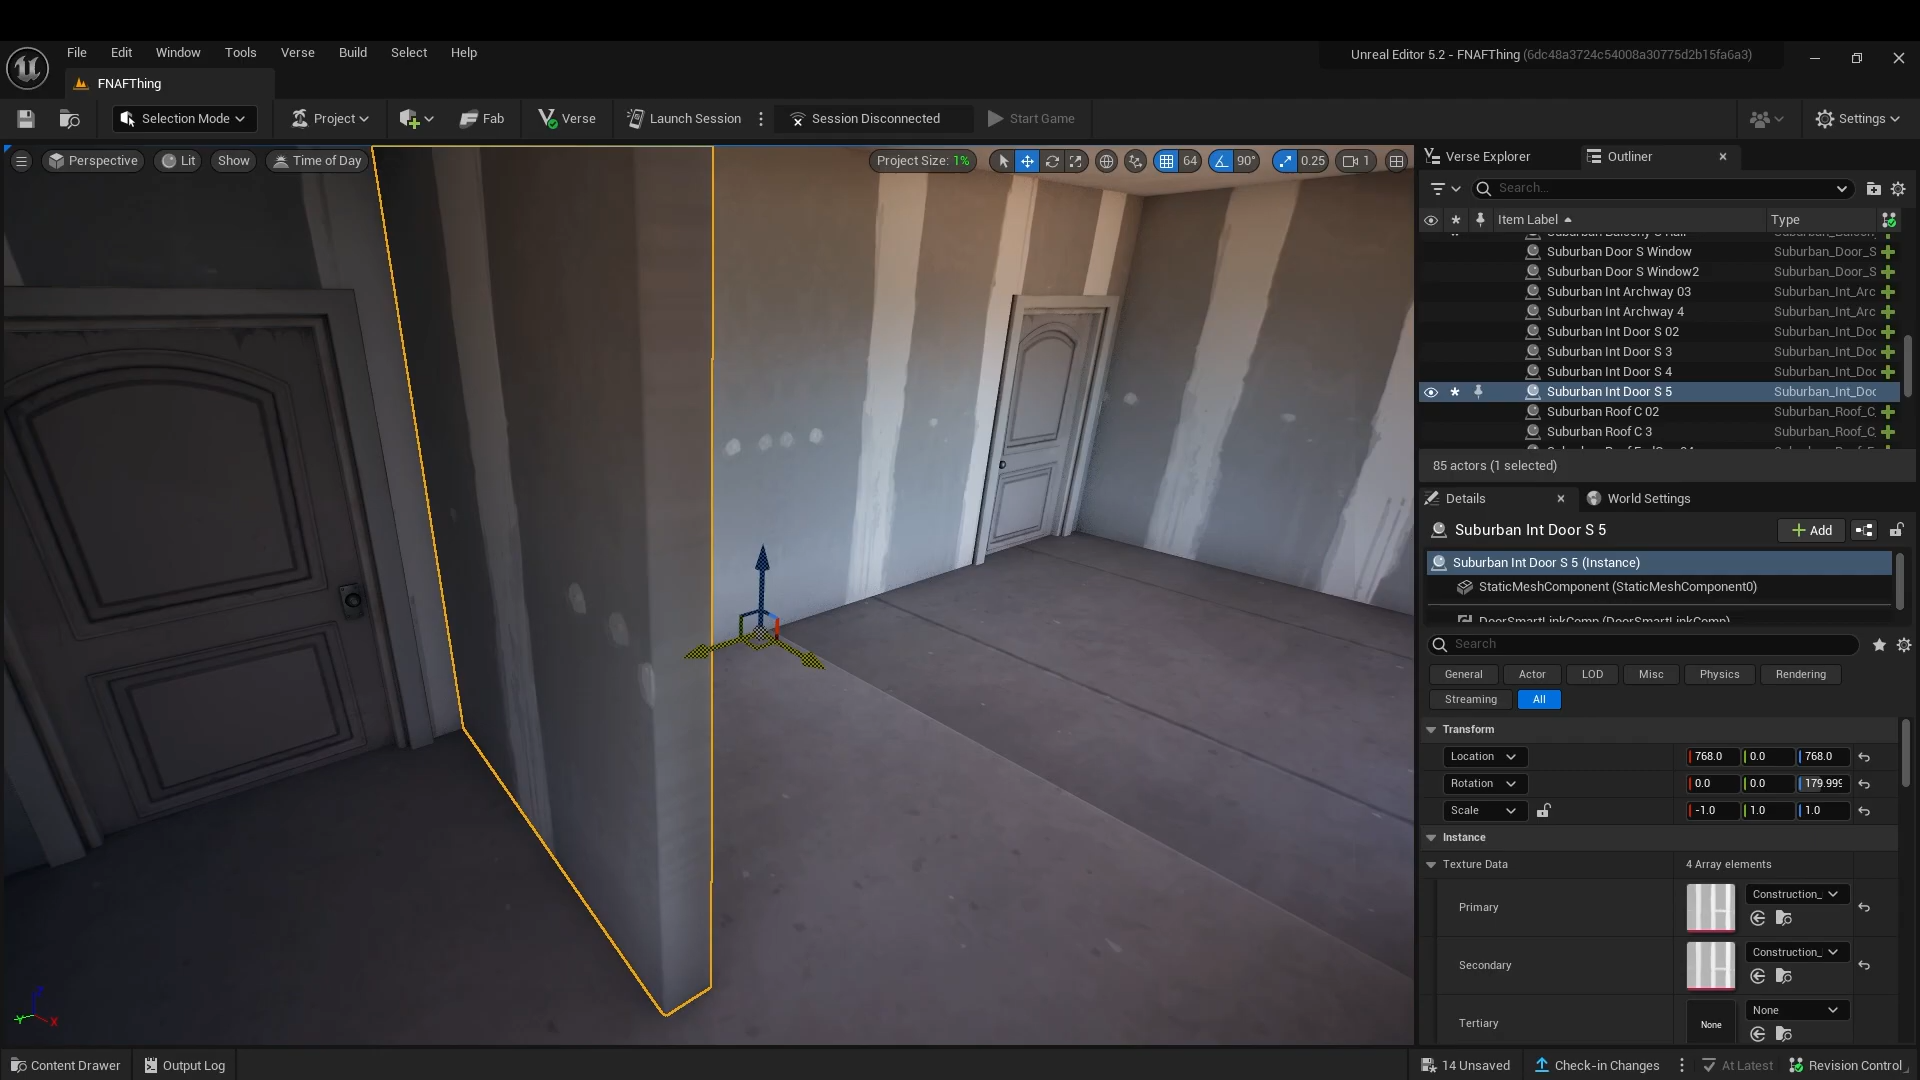 File Edit Window Tools Verse Build Select Help
Unreal Editor 5.2 - FNAFThing (6dc48a3724c54008a30775d2b15fa6a3)
FNAFThing
Selection Mode Project Fab Verse Launch Session Session Disconnected Start Game Settings
Perspective Lit Show Time of Day Project Size: 1% 64 90° 0.25 1
Verse Explorer Outliner
Search...
Item Label Type
Suburban Door S Window Suburban_Door_S
Suburban Door S Window2 Suburban_Door_S
Suburban Int Archway 03 Suburban_Int_Arc
Suburban Int Archway 4 Suburban_Int_Arc
Suburban Int Door S 02 Suburban_Int_Doc
Suburban Int Door S 3 Suburban_Int_Doc
Suburban Int Door S 4 Suburban_Int_Doc
Suburban Int Door S 5 Suburban_Int_Doc
Suburban Roof C 02 Suburban_Roof_C
Suburban Roof C 3 Suburban_Roof_C
85 actors (1 selected)
Details World Settings
Suburban Int Door S 5 Add
Suburban Int Door S 5 (Instance)
StaticMeshComponent (StaticMeshComponent0)
DoorSmartLinkComp (DoorSmartLinkComp)
Search
General Actor LOD Misc Physics Rendering
Streaming All
Transform
Location 768.0 0.0 768.0
Rotation 0.0 0.0 179.999
Scale -1.0 1.0 1.0
Instance
Texture Data 4 Array elements
Primary Construction_
Secondary Construction_
Tertiary None None
Z
Y X
Content Drawer Output Log 14 Unsaved Check-in Changes At Latest Revision Control